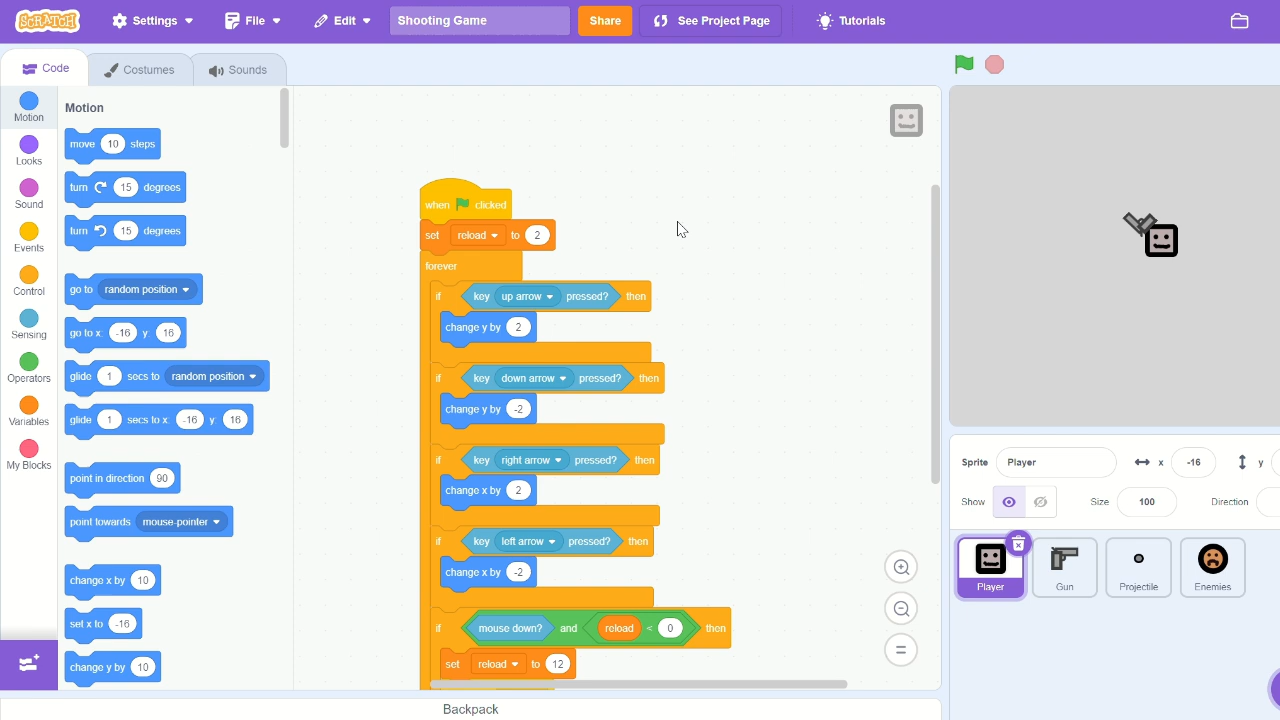 SCRATCH Settings File Edit Shooting Game Share See Project Page Tutorials
Code Costumes Sounds
Motion
Looks
Sound
Events
Control
Sensing
Operators
Variables
My Blocks
Motion
move 10 steps
turn 15 degrees
turn 15 degrees
go to random position
go to x: -16 y: 16
glide 1 secs to random position
glide 1 secs to x: -16 y: 16
point in direction 90
point towards mouse-pointer
change x by 10
set x to -16
change y by 10
when clicked
set reload to 2
forever
if key up arrow pressed? then
change y by 2
if key down arrow pressed? then
change y by -2
if key right arrow pressed? then
change x by 2
if key left arrow pressed? then
change x by -2
if mouse down? and reload < 0 then
set reload to 12
Backpack
Sprite Player x -16 y
Show Size 100 Direction
Player Gun Projectile Enemies